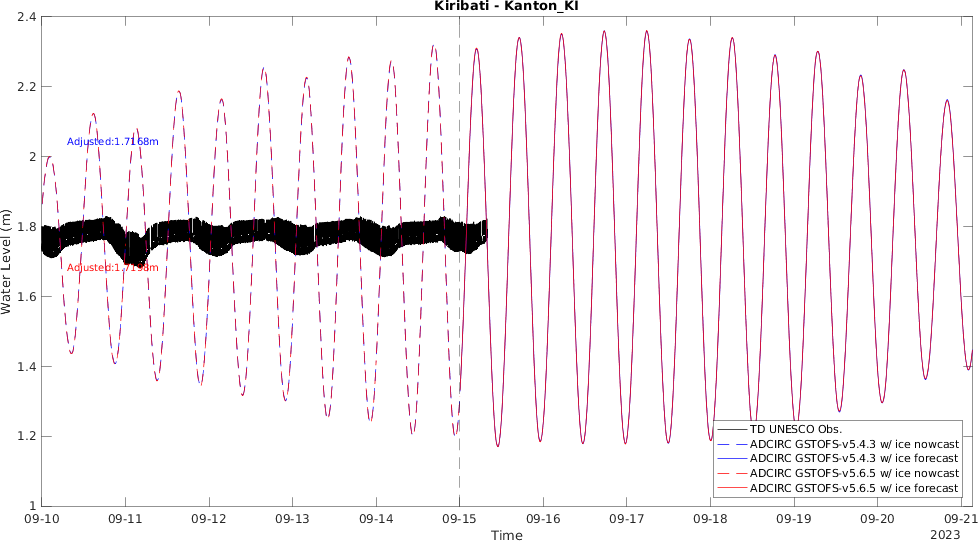 Kiribati - Kanton_KI
2.4
2.2
2
1.8
1.6
1.4
1.2
1
Water Level (m)
Adjusted:1.7168m
09-10
09-11
09-12
09-13
09-14
09-15
09-16
09-17
09-18
09-19
09-20
09-21
2023
Time
TD UNESCO Obs.
ADCIRC GSTOFS-v5.4.3 w/ ice nowcast
ADCIRC GSTOFS-v5.4.3 w/ ice forecast
ADCIRC GSTOFS-v5.6.5 w/ ice nowcast
ADCIRC GSTOFS-v5.6.5 w/ ice forecast